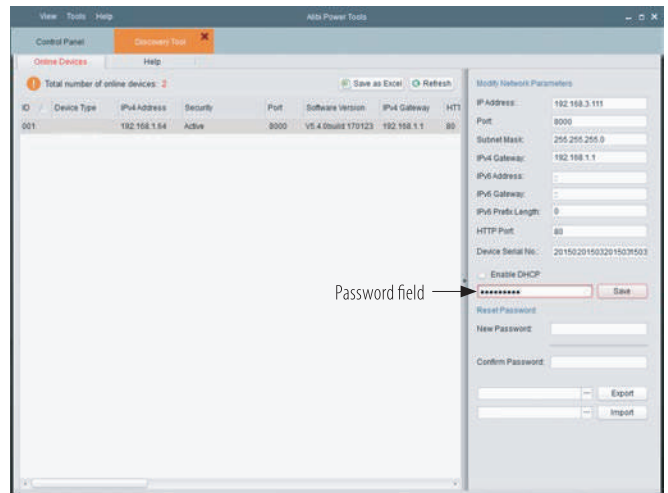 View Tools Help Alibi Power Tools
Control Panel Discovery Tool
Online Devices Help
Total number of online devices: 2 Save as Excel Refresh
ID Device Type IPv4 Address Security Port Software Version IPv4 Gateway HTT
001 192.168.1.64 Active 8000 V5.4.0build 170123 192.168.1.1 80
Modify Network Parameters
IP Address: 192.168.3.111
Port: 8000
Subnet Mask: 255.255.255.0
IPv4 Gateway: 192.168.1.1
IPv6 Address: ::
IPv6 Gateway: ::
IPv6 Prefix Length: 0
HTTP Port: 80
Device Serial No.:
Enable DHCP
Password field
Save
Reset Password
New Password:
Confirm Password:
Export
Import